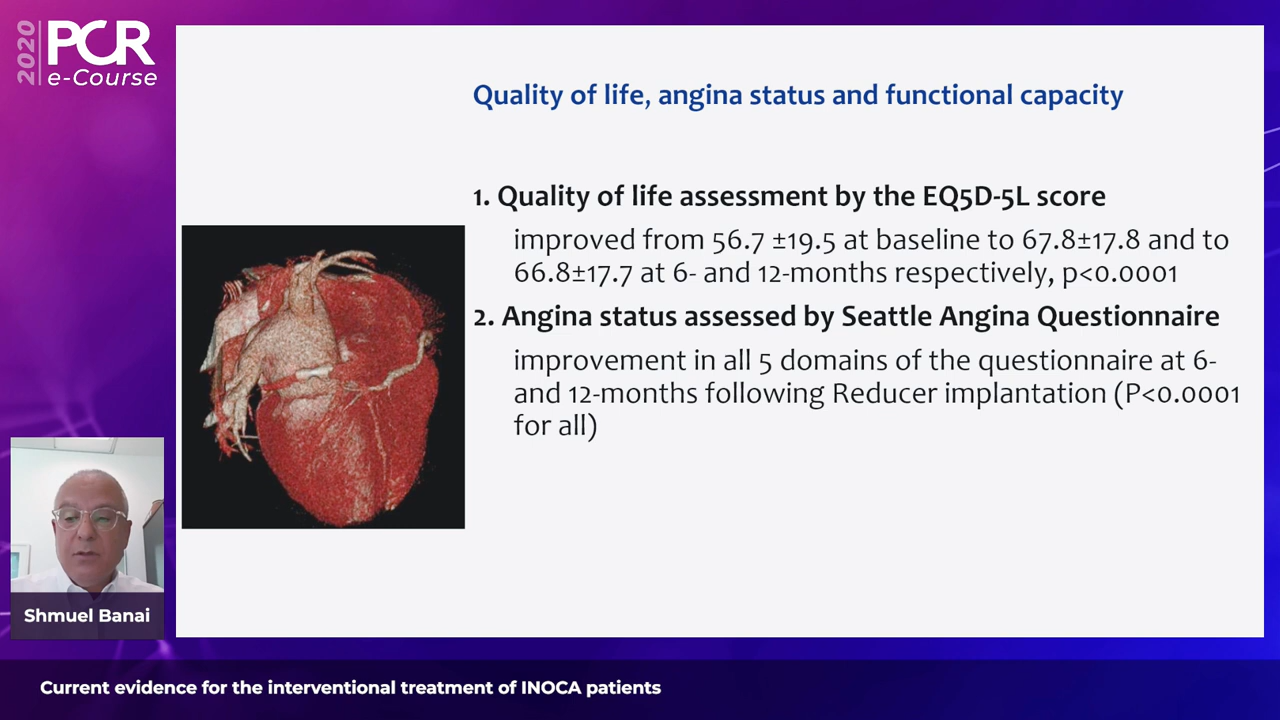 2020
PCR
e-Course
Quality of life, angina status and functional capacity
1. Quality of life assessment by the EQ5D-5L score
improved from 56.7 ±19.5 at baseline to 67.8±17.8 and to
66.8±17.7 at 6- and 12-months respectively, p<0.0001
2. Angina status assessed by Seattle Angina Questionnaire
improvement in all 5 domains of the questionnaire at 6-
and 12-months following Reducer implantation (P<0.0001
for all)
Shmuel Banai
Current evidence for the interventional treatment of INOCA patients